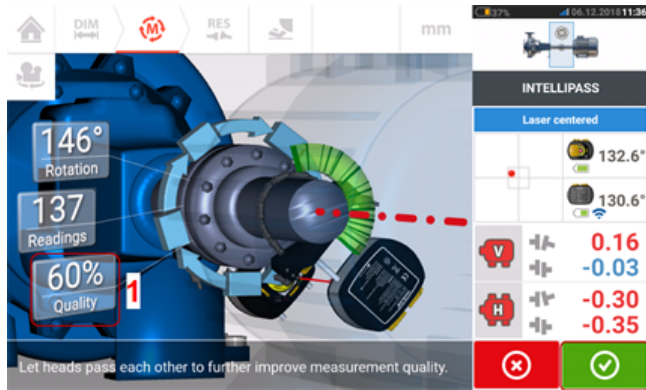 DIM
RES
mm
M
146°
Rotation
137
Readings
60%
Quality
1
Let heads pass each other to further improve measurement quality.
37%
06.12.2018 11:36
INTELLIPASS
Laser centered
132.6°
130.6°
V
0.16
-0.03
H
-0.30
-0.35